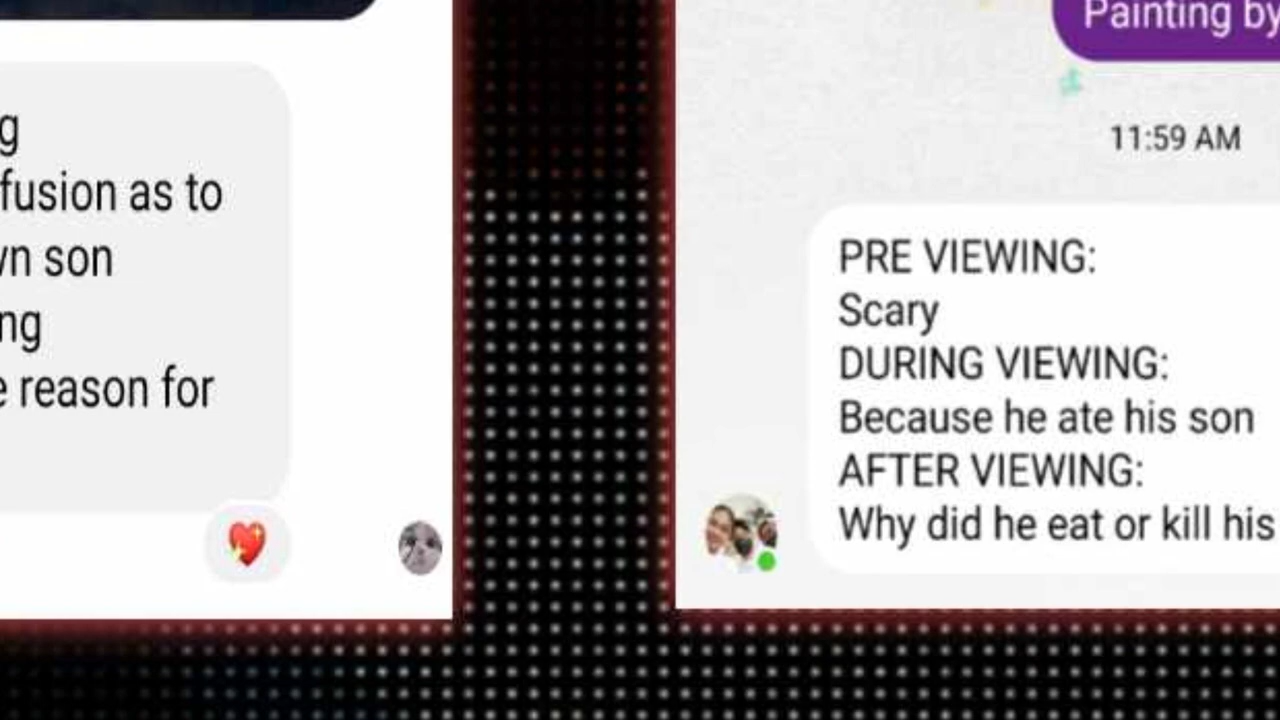 g
fusion as to
wn son
ng
e reason for
Painting by
11:59 AM
PRE VIEWING:
Scary
DURING VIEWING:
Because he ate his son
AFTER VIEWING:
Why did he eat or kill his